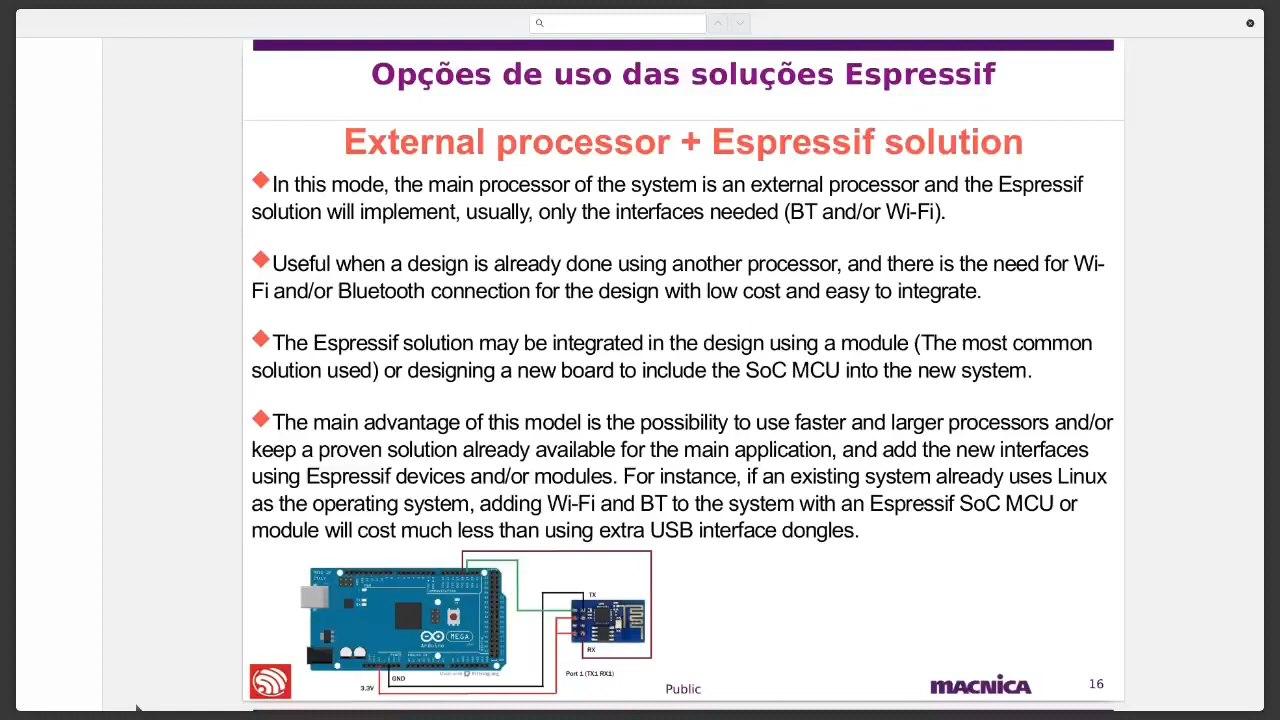 Opções de uso das soluções Espressif
External processor + Espressif solution
In this mode, the main processor of the system is an external processor and the Espressif
solution will implement, usually, only the interfaces needed (BT and/or Wi-Fi).
Useful when a design is already done using another processor, and there is the need for Wi-
Fi and/or Bluetooth connection for the design with low cost and easy to integrate.
The Espressif solution may be integrated in the design using a module (The most common
solution used) or designing a new board to include the SoC MCU into the new system.
The main advantage of this model is the possibility to use faster and larger processors and/or
keep a proven solution already available for the main application, and add the new interfaces
using Espressif devices and/or modules. For instance, if an existing system already uses Linux
as the operating system, adding Wi-Fi and BT to the system with an Espressif SoC MCU or
module will cost much less than using extra USB interface dongles.
TX
MEGA
Arduino
RX
GND
Port 1 (TX1 RX1)
3.3V
Public
MACNICA
16